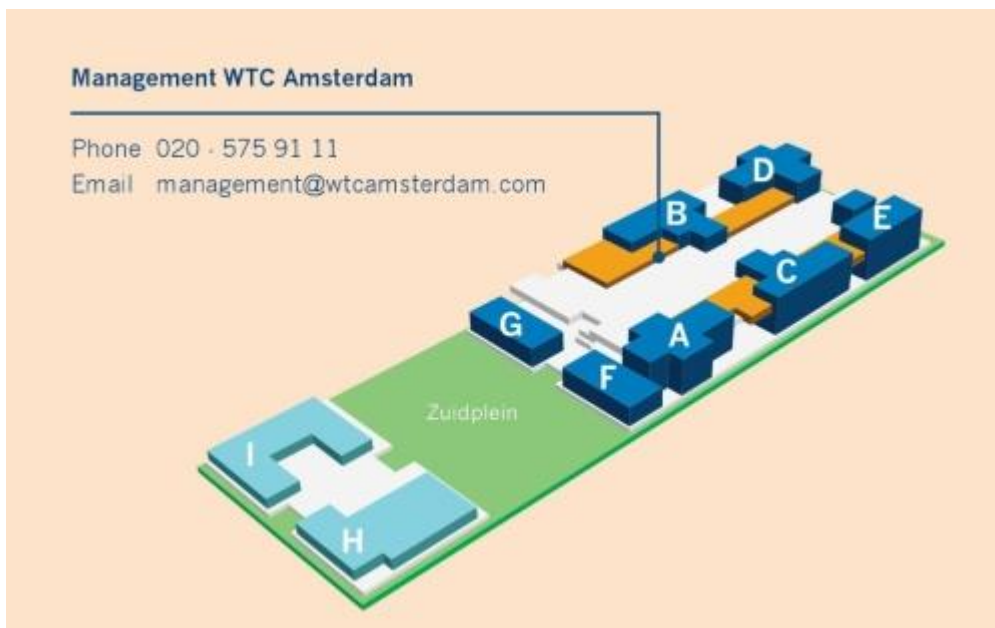 Management WTC Amsterdam
Phone 020 · 575 91 11
Email management@wtcamsterdam.com
D
B
E
C
G
A
F
Zuidplein
I
H